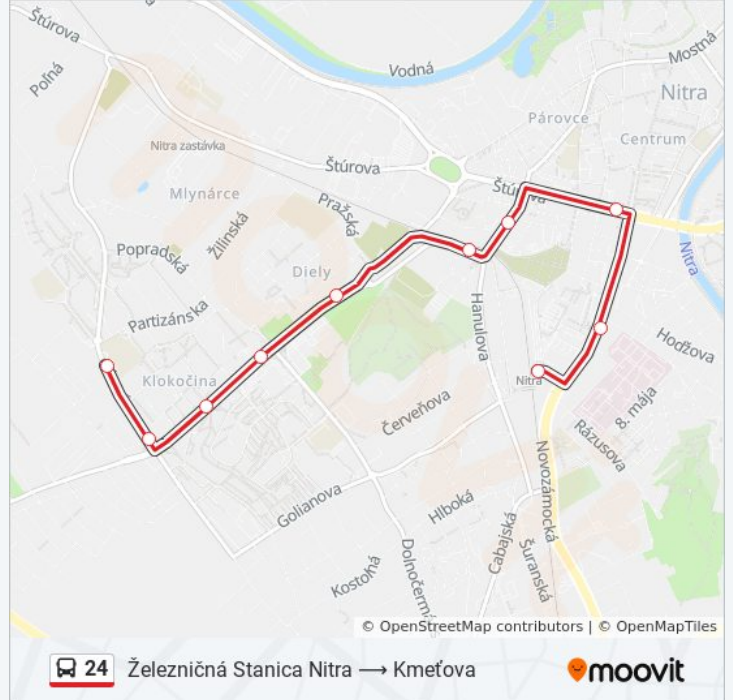 Štúrova
Mostná
Poľná
Vodná
Nitra
Párovce
Centrum
Nitra zastávka
Štúrova
Štúrova
Mlynárce
Pražská
Žilinská
Popradská
Diely
Nitra
Partizánska
Hanulova
Hodžova
Klokočina
Nitra
8. mája
Červeňova
Rázusova
Novozámocká
Golianova
Hlboká
Cabajská
Šuranská
Kostoľná
Dolnočermá
© OpenStreetMap contributors | © OpenMapTiles
24 Železničná Stanica Nitra → Kmeťova
moovit